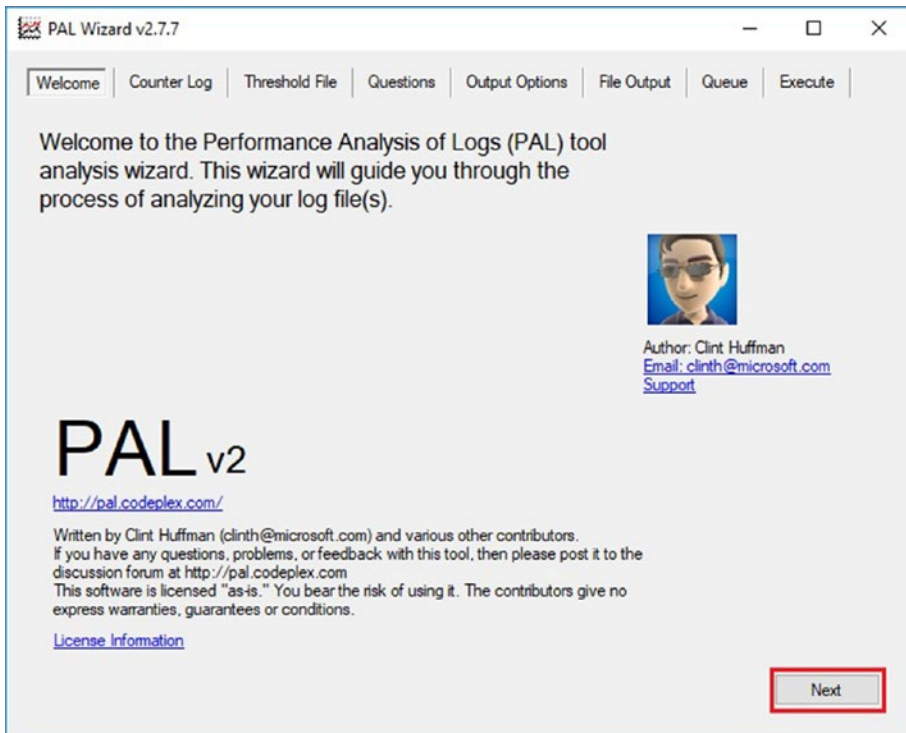 PAL Wizard v2.7.7
Welcome Counter Log Threshold File Questions Output Options File Output Queue Execute
Welcome to the Performance Analysis of Logs (PAL) tool
analysis wizard. This wizard will guide you through the
process of analyzing your log file(s).
Author: Clint Huffman
Email: clinth@microsoft.com
Support
PAL v2
http://pal.codeplex.com/
Written by Clint Huffman (clinth@microsoft.com) and various other contributors.
If you have any questions, problems, or feedback with this tool, then please post it to the
discussion forum at http://pal.codeplex.com
This software is licensed "as-is." You bear the risk of using it. The contributors give no
express warranties, guarantees or conditions.
License Information
Next